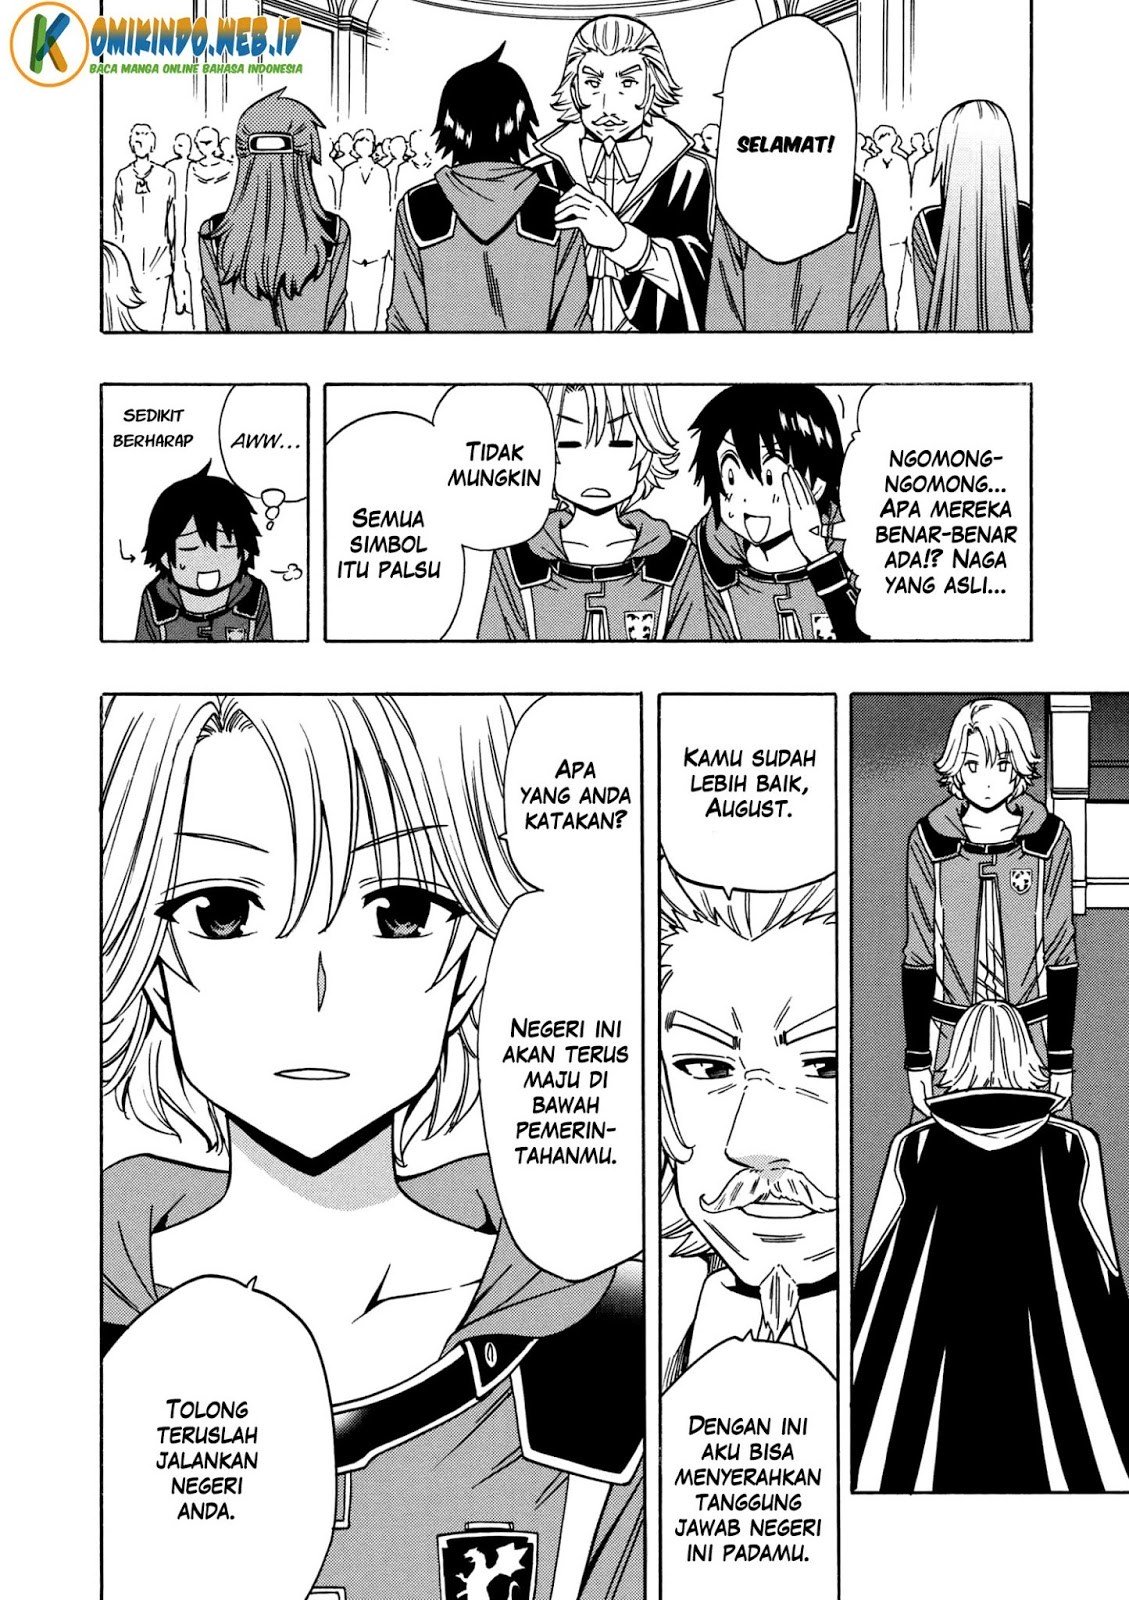 KOMIKINDO.WEB.ID
BACA MANGA ONLINE BAHASA INDONESIA
SELAMAT!
NGOMONG-
NGOMONG...
APA MEREKA
BENAR-BENAR
ADA!? NAGA
YANG ASLI...
TIDAK
MUNGKIN
SEMUA
SIMBOL
ITU PALSU
AWW...
SEDIKIT
BERHARAP
KAMU SUDAH
LEBIH BAIK,
AUGUST.
DENGAN INI
AKU BISA
MENYERAHKAN
TANGGUNG
JAWAB NEGERI
INI PADAMU.
APA
YANG ANDA
KATAKAN?
NEGERI INI
AKAN TERUS
MAJU DI
BAWAH
PEMERIN-
TAHANMU.
TOLONG
TERUSLAH
JALANKAN
NEGERI
ANDA.